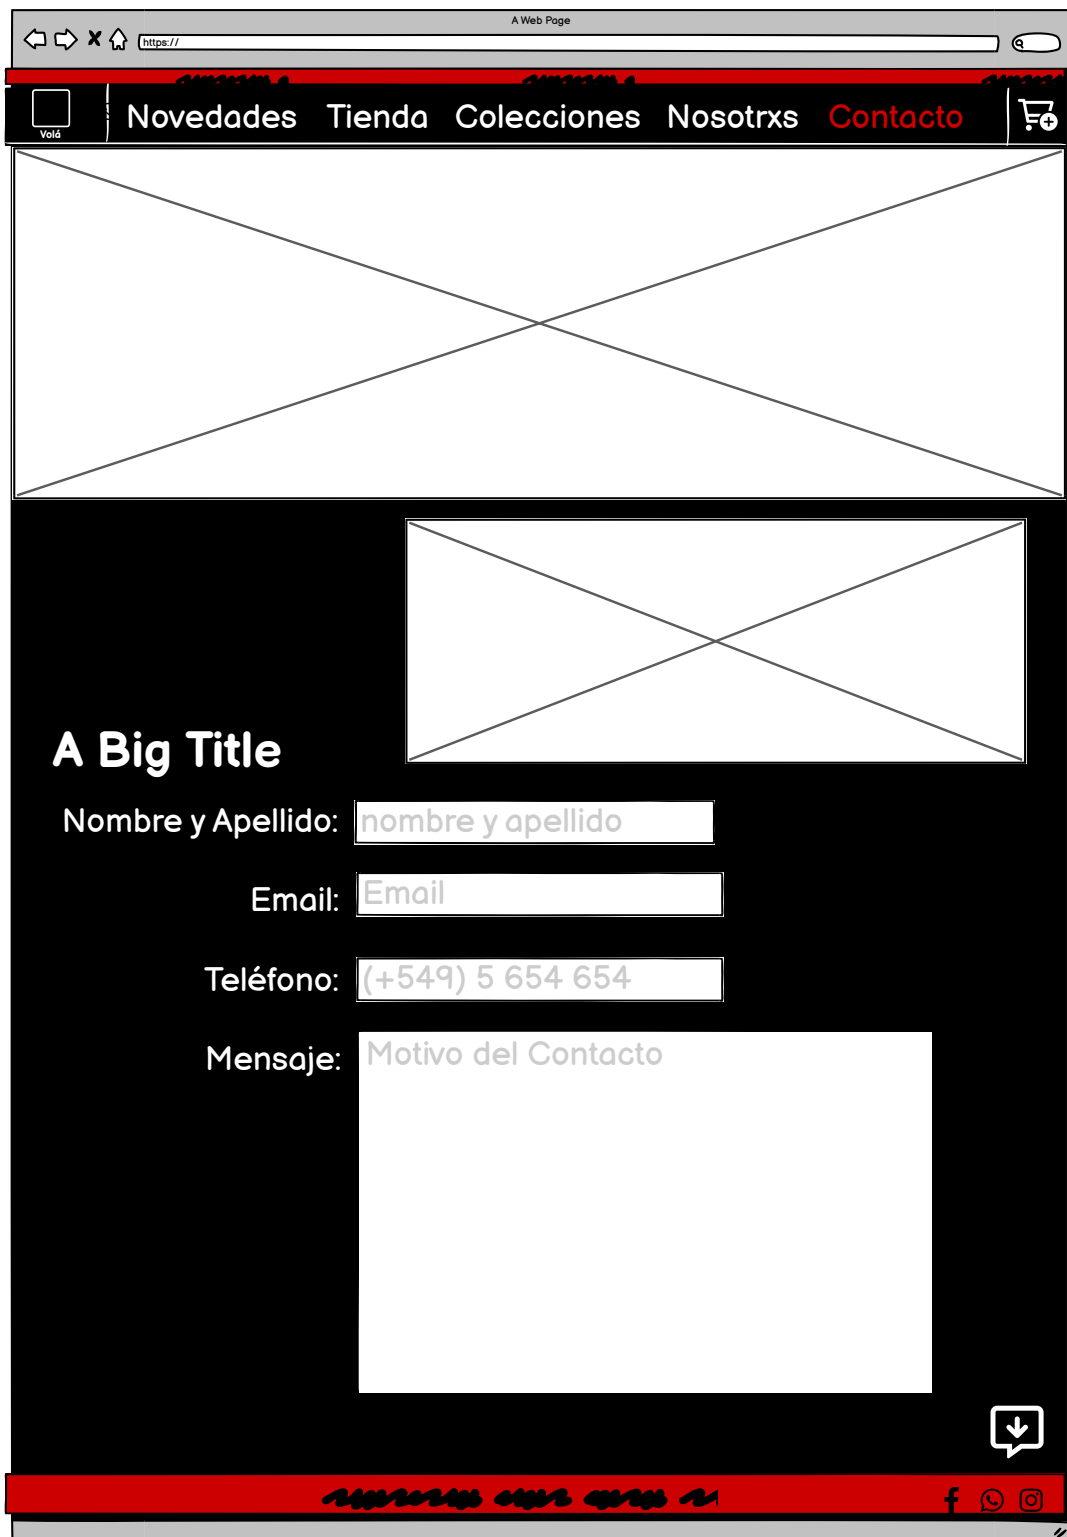 A Web Page
https://
Volá
Novedades Tienda Colecciones Nosotrxs Contacto
A Big Title
Nombre y Apellido: nombre y apellido
Email: Email
Teléfono: (+549) 5 654 654
Mensaje: Motivo del Contacto